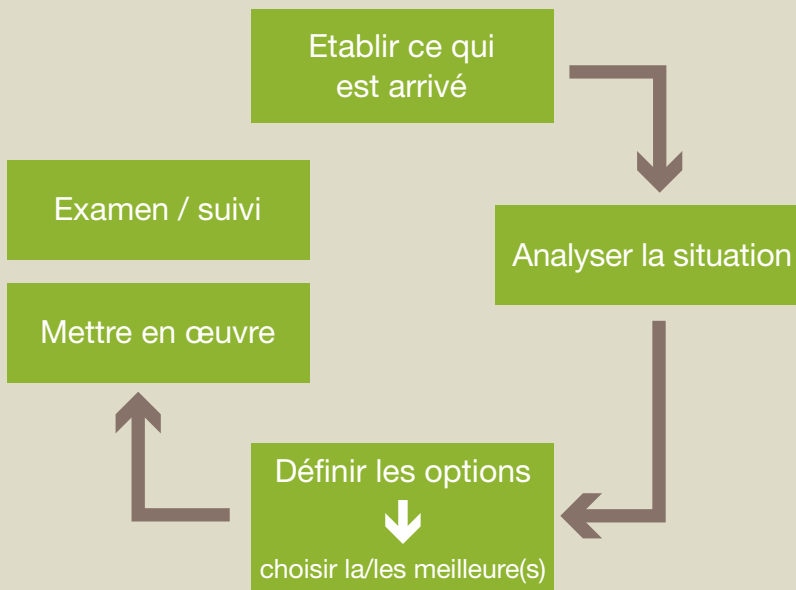 Etablir ce qui
est arrivé
Analyser la situation
Définir les options
choisir la/les meilleure(s)
Mettre en œuvre
Examen / suivi